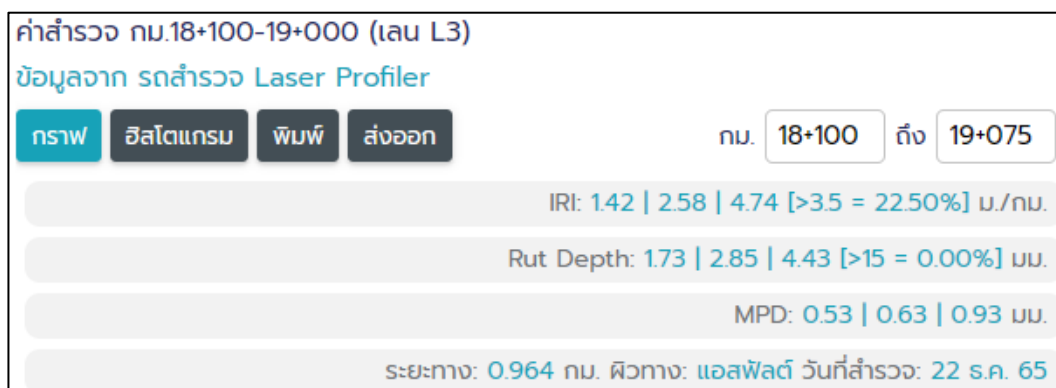 ค่าสำรวจ กม.18+100-19+000 (เลน L3)
ข้อมูลจาก รถสำรวจ Laser Profiler
กราฟ ฮิสโตแกรม พิมพ์ ส่งออก กม. 18+100 ถึง 19+075
IRI: 1.42 | 2.58 | 4.74 [>3.5 = 22.50%] ม./กม.
Rut Depth: 1.73 | 2.85 | 4.43 [>15 = 0.00%] มม.
MPD: 0.53 | 0.63 | 0.93 มม.
ระยะทาง: 0.964 กม. ผิวทาง: แอสฟัลต์ วันที่สำรวจ: 22 ธ.ค. 65